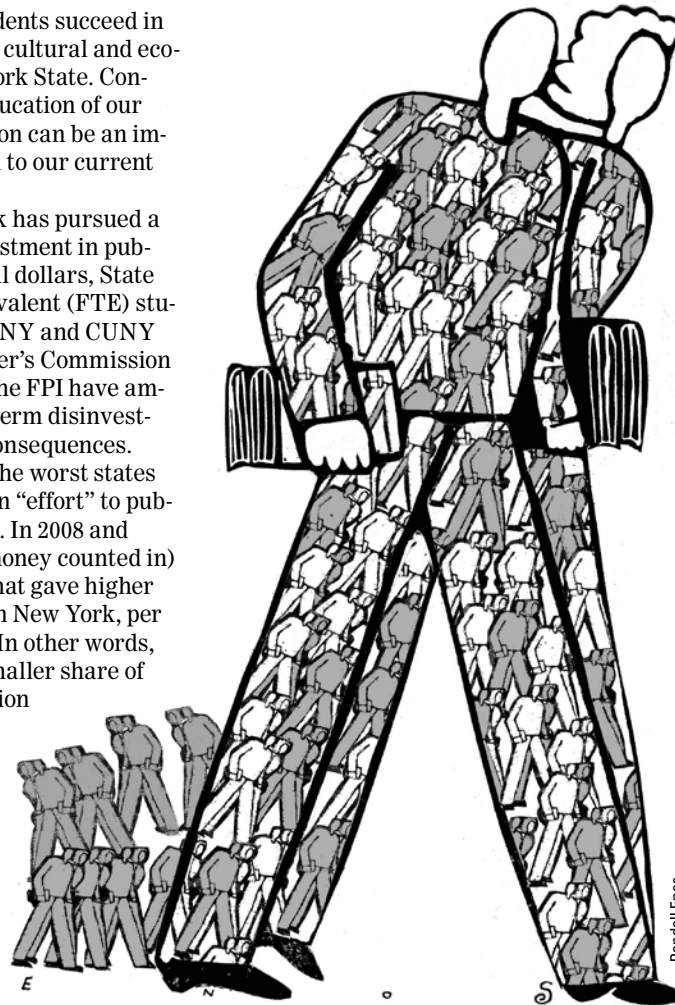 dents succeed in
cultural and eco-
ork State. Con-
ucation of our
on can be an im-
to our current
k has pursued a
stment in pub-
l dollars, State
valent (FTE) stu-
NY and CUNY
er's Commission
he FPI have am-
erm disinvest-
onsequences.
he worst states
n “effort” to pub-
. In 2008 and
noney counted in)
hat gave higher
n New York, per
In other words,
maller share of
ion
E N O S